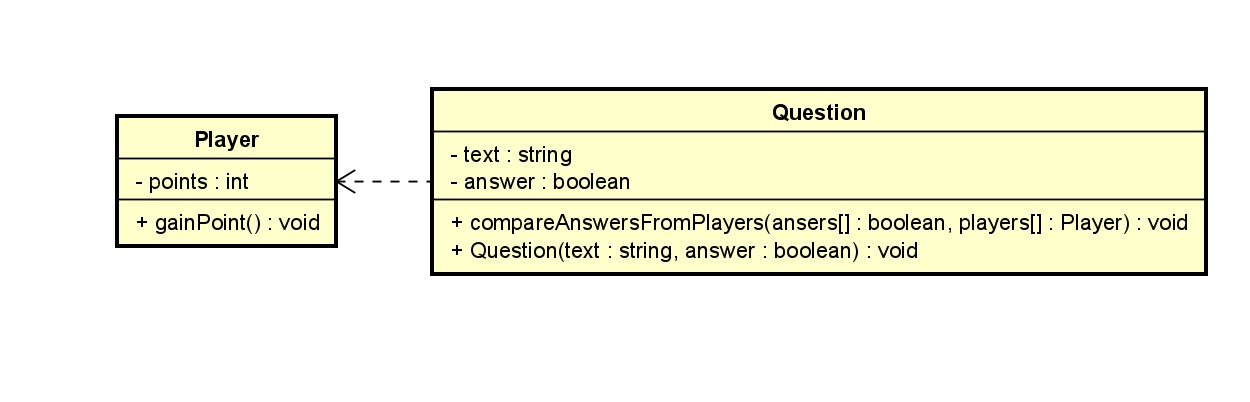 Player
- points : int
+ gainPoint() : void
Question
- text : string
- answer : boolean
+ compareAnswersFromPlayers(ansers[] : boolean, players[] : Player) : void
+ Question(text : string, answer : boolean) : void